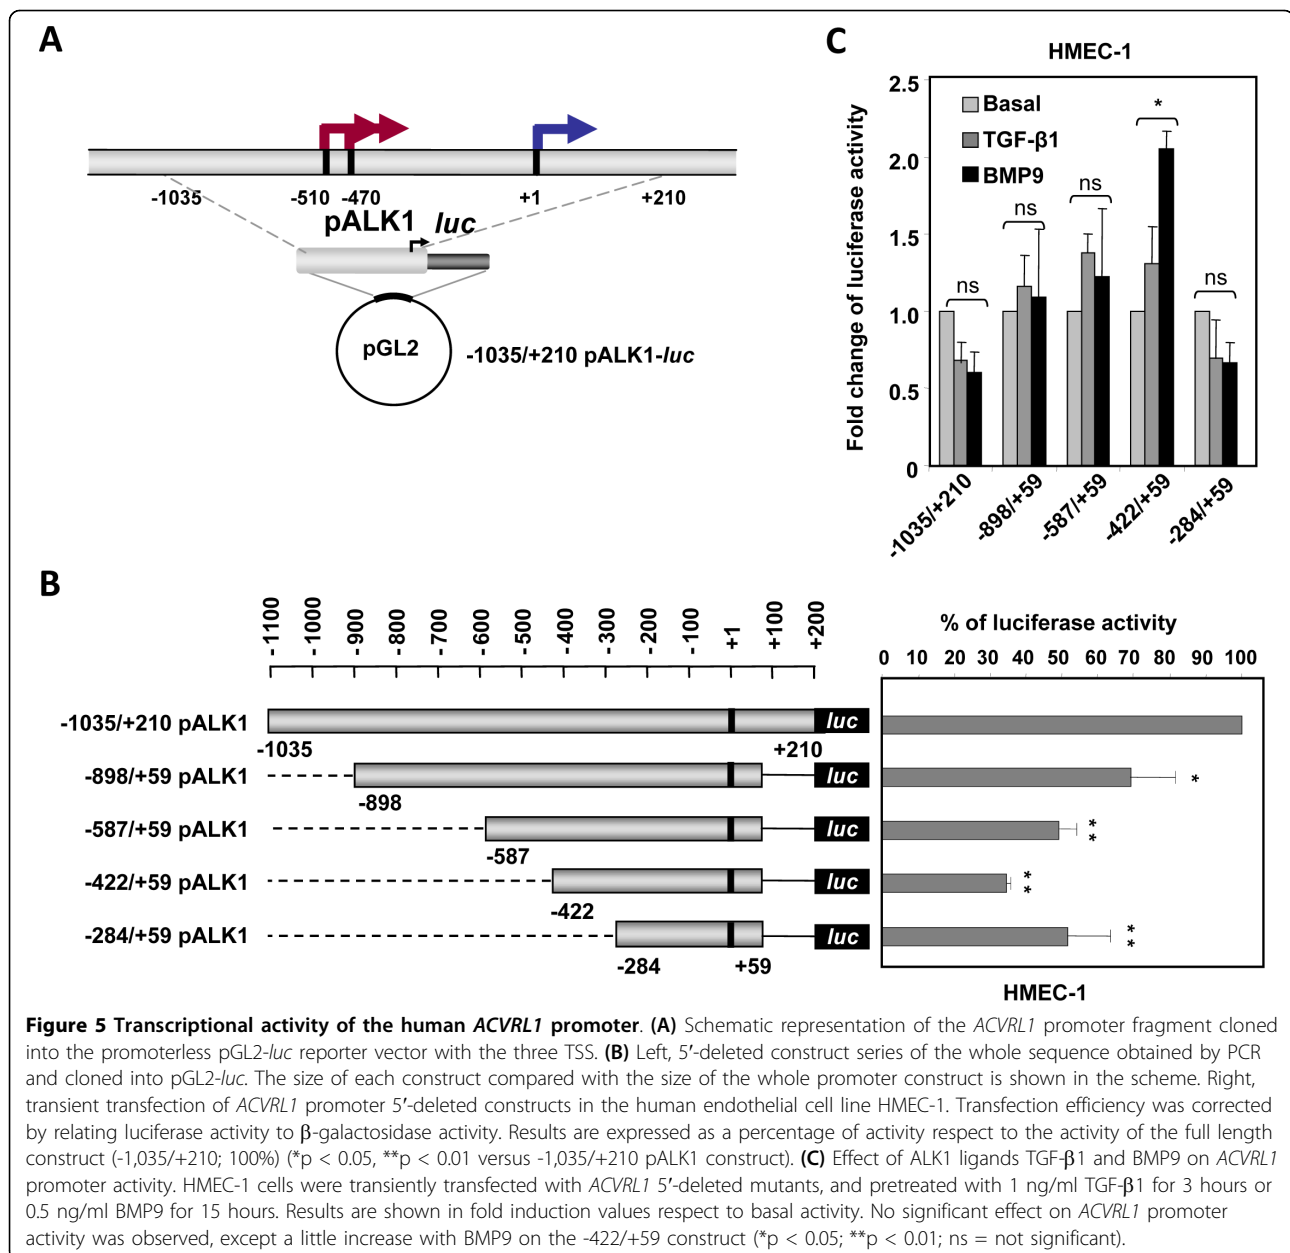 A
-1035
-510
-470
+1
+210
pALK1
luc
pGL2
-1035/+210 pALK1-luc
C
HMEC-1
Fold change of luciferase activity
2.5
2.0
1.5
1.0
0.5
0
Basal
TGF-β1
BMP9
ns
ns
ns
*
ns
-1035/+210
-898/+59
-587/+59
-422/+59
-284/+59
B
-1100
-1000
-900
-800
-700
-600
-500
-400
-300
-200
-100
+1
+100
+200
% of luciferase activity
0 10 20 30 40 50 60 70 80 90 100
-1035/+210 pALK1
luc
-1035
+210
-898/+59 pALK1
luc
*
-898
-587/+59 pALK1
luc
**
-587
-422/+59 pALK1
luc
**
-422
-284/+59 pALK1
luc
**
-284
+59
HMEC-1
Figure 5 Transcriptional activity of the human ACVRL1 promoter. (A) Schematic representation of the ACVRL1 promoter fragment cloned
into the promoterless pGL2-luc reporter vector with the three TSS. (B) Left, 5′-deleted construct series of the whole sequence obtained by PCR
and cloned into pGL2-luc. The size of each construct compared with the size of the whole promoter construct is shown in the scheme. Right,
transient transfection of ACVRL1 promoter 5′-deleted constructs in the human endothelial cell line HMEC-1. Transfection efficiency was corrected
by relating luciferase activity to β-galactosidase activity. Results are expressed as a percentage of activity respect to the activity of the full length
construct (-1,035/+210; 100%) (*p < 0.05, **p < 0.01 versus -1,035/+210 pALK1 construct). (C) Effect of ALK1 ligands TGF-β1 and BMP9 on ACVRL1
promoter activity. HMEC-1 cells were transiently transfected with ACVRL1 5′-deleted mutants, and pretreated with 1 ng/ml TGF-β1 for 3 hours or
0.5 ng/ml BMP9 for 15 hours. Results are shown in fold induction values respect to basal activity. No significant effect on ACVRL1 promoter
activity was observed, except a little increase with BMP9 on the -422/+59 construct (*p < 0.05; **p < 0.01; ns = not significant).